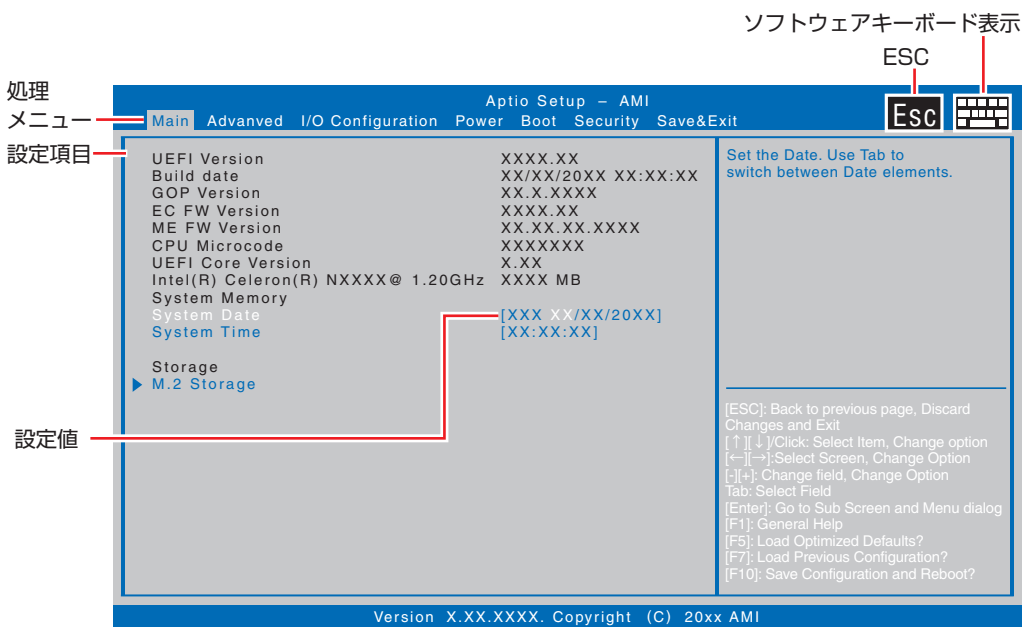 ソフトウェアキーボード表示
ESC
処理
メニュー
設定項目
設定値
Aptio Setup – AMI
Esc
Main Advanved I/O Configuration Power Boot Security Save&Exit
UEFI Version XXXX.XX
Build date XX/XX/20XX XX:XX:XX
GOP Version XX.X.XXXX
EC FW Version XXXX.XX
ME FW Version XX.XX.XX.XXXX
CPU Microcode XXXXXXX
UEFI Core Version X.XX
Intel(R) Celeron(R) NXXXX@ 1.20GHz XXXX MB
System Memory
System Date [XXX XX/XX/20XX]
System Time [XX:XX:XX]
Storage
M.2 Storage
Set the Date. Use Tab to
switch between Date elements.
[ESC]: Back to previous page, Discard
Changes and Exit
[↑][↓]/Click: Select Item, Change option
[←][→]:Select Screen, Change Option
[-][+]: Change field, Change Option
Tab: Select Field
[Enter]: Go to Sub Screen and Menu dialog
[F1]: General Help
[F5]: Load Optimized Defaults?
[F7]: Load Previous Configuration?
[F10]: Save Configuration and Reboot?
Version X.XX.XXXX. Copyright (C) 20xx AMI